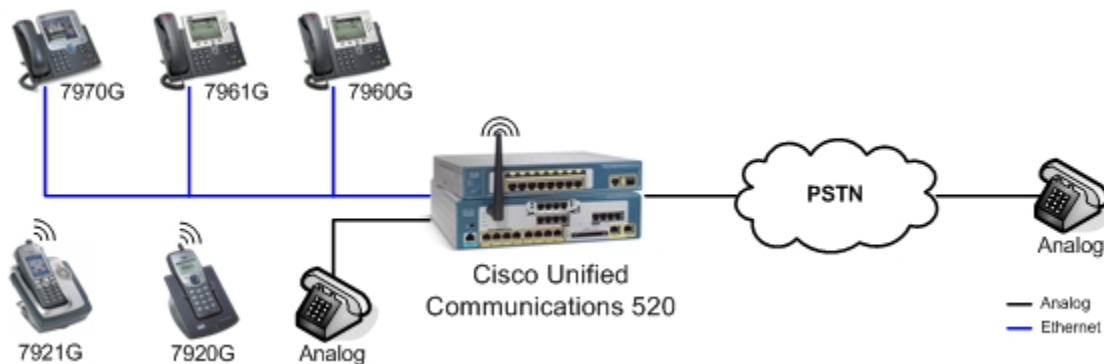 7970G
7961G
7960G
PSTN
Analog
Cisco Unified
Communications 520
7921G
7920G
Analog
Analog
Ethernet